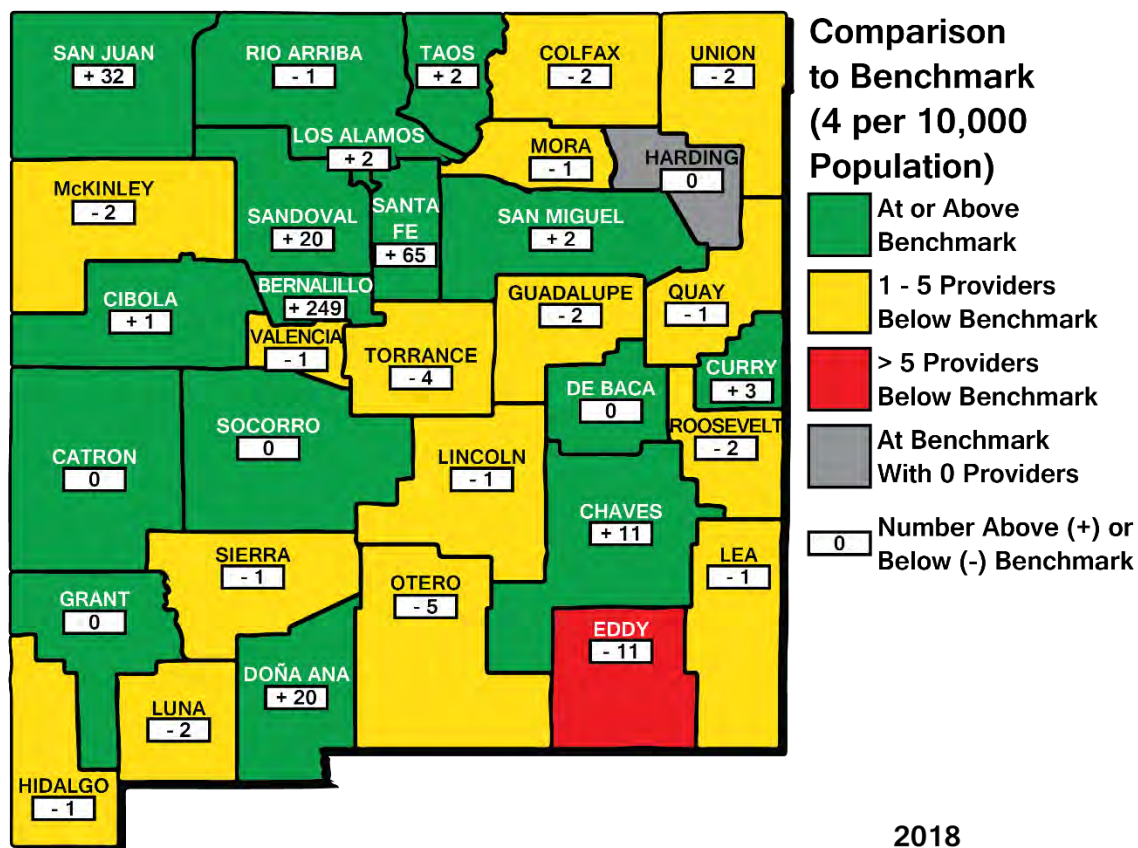 SAN JUAN
+ 32
RIO ARRIBA
- 1
TAOS
+ 2
COLFAX
- 2
UNION
- 2
LOS ALAMOS
+ 2
MORA
- 1
HARDING
0
McKINLEY
- 2
SANDOVAL
+ 20
SANTA
FE
+ 65
SAN MIGUEL
+ 2
CIBOLA
+ 1
BERNALILLO
+ 249
VALENCIA
- 1
TORRANCE
- 4
GUADALUPE
- 2
QUAY
- 1
CURRY
+ 3
DE BACA
0
ROOSEVELT
- 2
CATRON
0
SOCORRO
0
LINCOLN
- 1
CHAVES
+ 11
LEA
- 1
SIERRA
- 1
OTERO
- 5
GRANT
0
EDDY
- 11
DOÑA ANA
+ 20
LUNA
- 2
HIDALGO
- 1
Comparison
to Benchmark
(4 per 10,000
Population)
At or Above
Benchmark
1 - 5 Providers
Below Benchmark
> 5 Providers
Below Benchmark
At Benchmark
With 0 Providers
0
Number Above (+) or
Below (-) Benchmark
2018